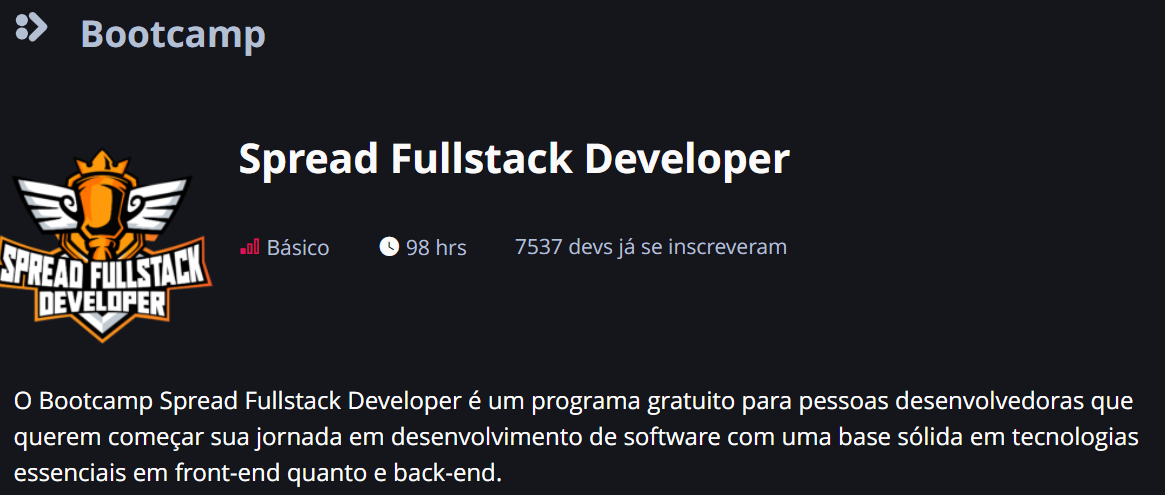 Bootcamp
Spread Fullstack Developer
Básico 98 hrs 7537 devs já se inscreveram
SPREAD FULLSTACK
DEVELOPER
O Bootcamp Spread Fullstack Developer é um programa gratuito para pessoas desenvolvedoras que
querem começar sua jornada em desenvolvimento de software com uma base sólida em tecnologias
essenciais em front-end quanto e back-end.